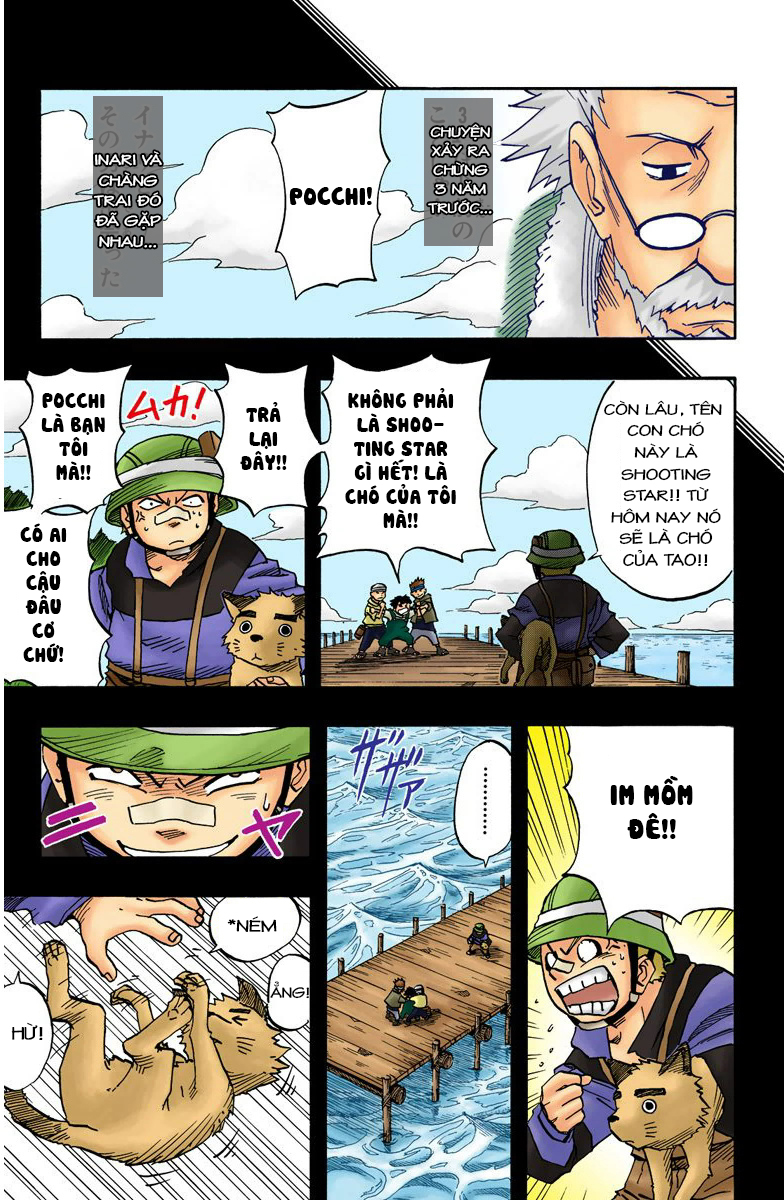 CHUYỆN
XẢY RA
CHỪNG
3 NĂM
TRƯỚC...
POCCHI!
INARI VÀ
CHÀNG
TRAI ĐÓ
ĐÃ GẶP
NHAU...
CÒN LÂU, TÊN
CON CHÓ
NÀY LÀ
SHOOTING
STAR!! TỪ
HÔM NAY NÓ
SẼ LÀ CHÓ
CỦA TAO!!
KHÔNG PHẢI
LÀ SHOO-
TING STAR
GÌ HẾT! LÀ
CHÓ CỦA TÔI
MÀ!!
TRẢ
LẠI
ĐÂY!!
ムカ!
POCCHI
LÀ BẠN
TÔI
MÀ!!
CÓ AI
CHO
CẬU
ĐÂU
CƠ
CHỨ!
IM MỒM
ĐÊ!!
.........
ザザァ
ニヤ
*NÉM
ẲNG!
HỪ!